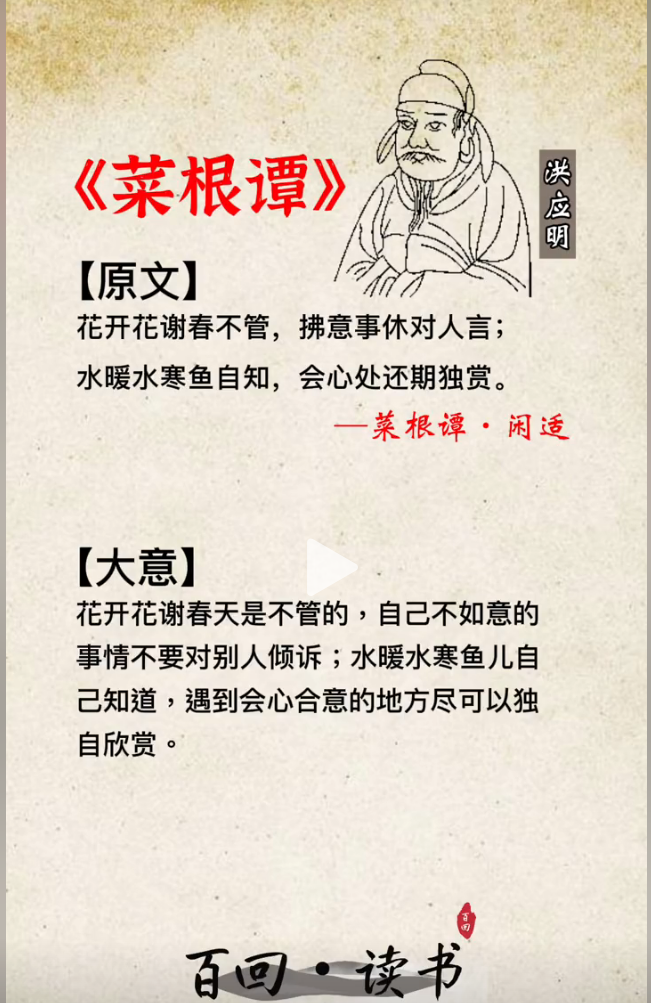 《菜根谭》
洪应明
【原文】
花开花谢春不管，拂意事休对人言；
水暖水寒鱼自知，会心处还期独赏。
—菜根谭·闲适
【大意】
花开花谢春天是不管的，自己不如意的
事情不要对别人倾诉；水暖水寒鱼儿自
己知道，遇到会心合意的地方尽可以独
自欣赏。
百回
百回·读书